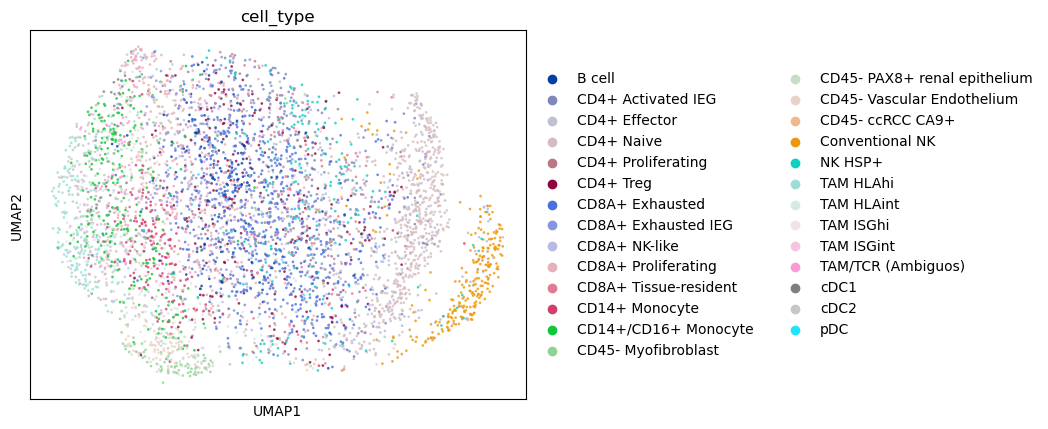 cell_type
UMAP2
UMAP1
B cell
CD4+ Activated IEG
CD4+ Effector
CD4+ Naive
CD4+ Proliferating
CD4+ Treg
CD8A+ Exhausted
CD8A+ Exhausted IEG
CD8A+ NK-like
CD8A+ Proliferating
CD8A+ Tissue-resident
CD14+ Monocyte
CD14+/CD16+ Monocyte
CD45- Myofibroblast
CD45- PAX8+ renal epithelium
CD45- Vascular Endothelium
CD45- ccRCC CA9+
Conventional NK
NK HSP+
TAM HLAhi
TAM HLAint
TAM ISGhi
TAM ISGint
TAM/TCR (Ambiguos)
cDC1
cDC2
pDC